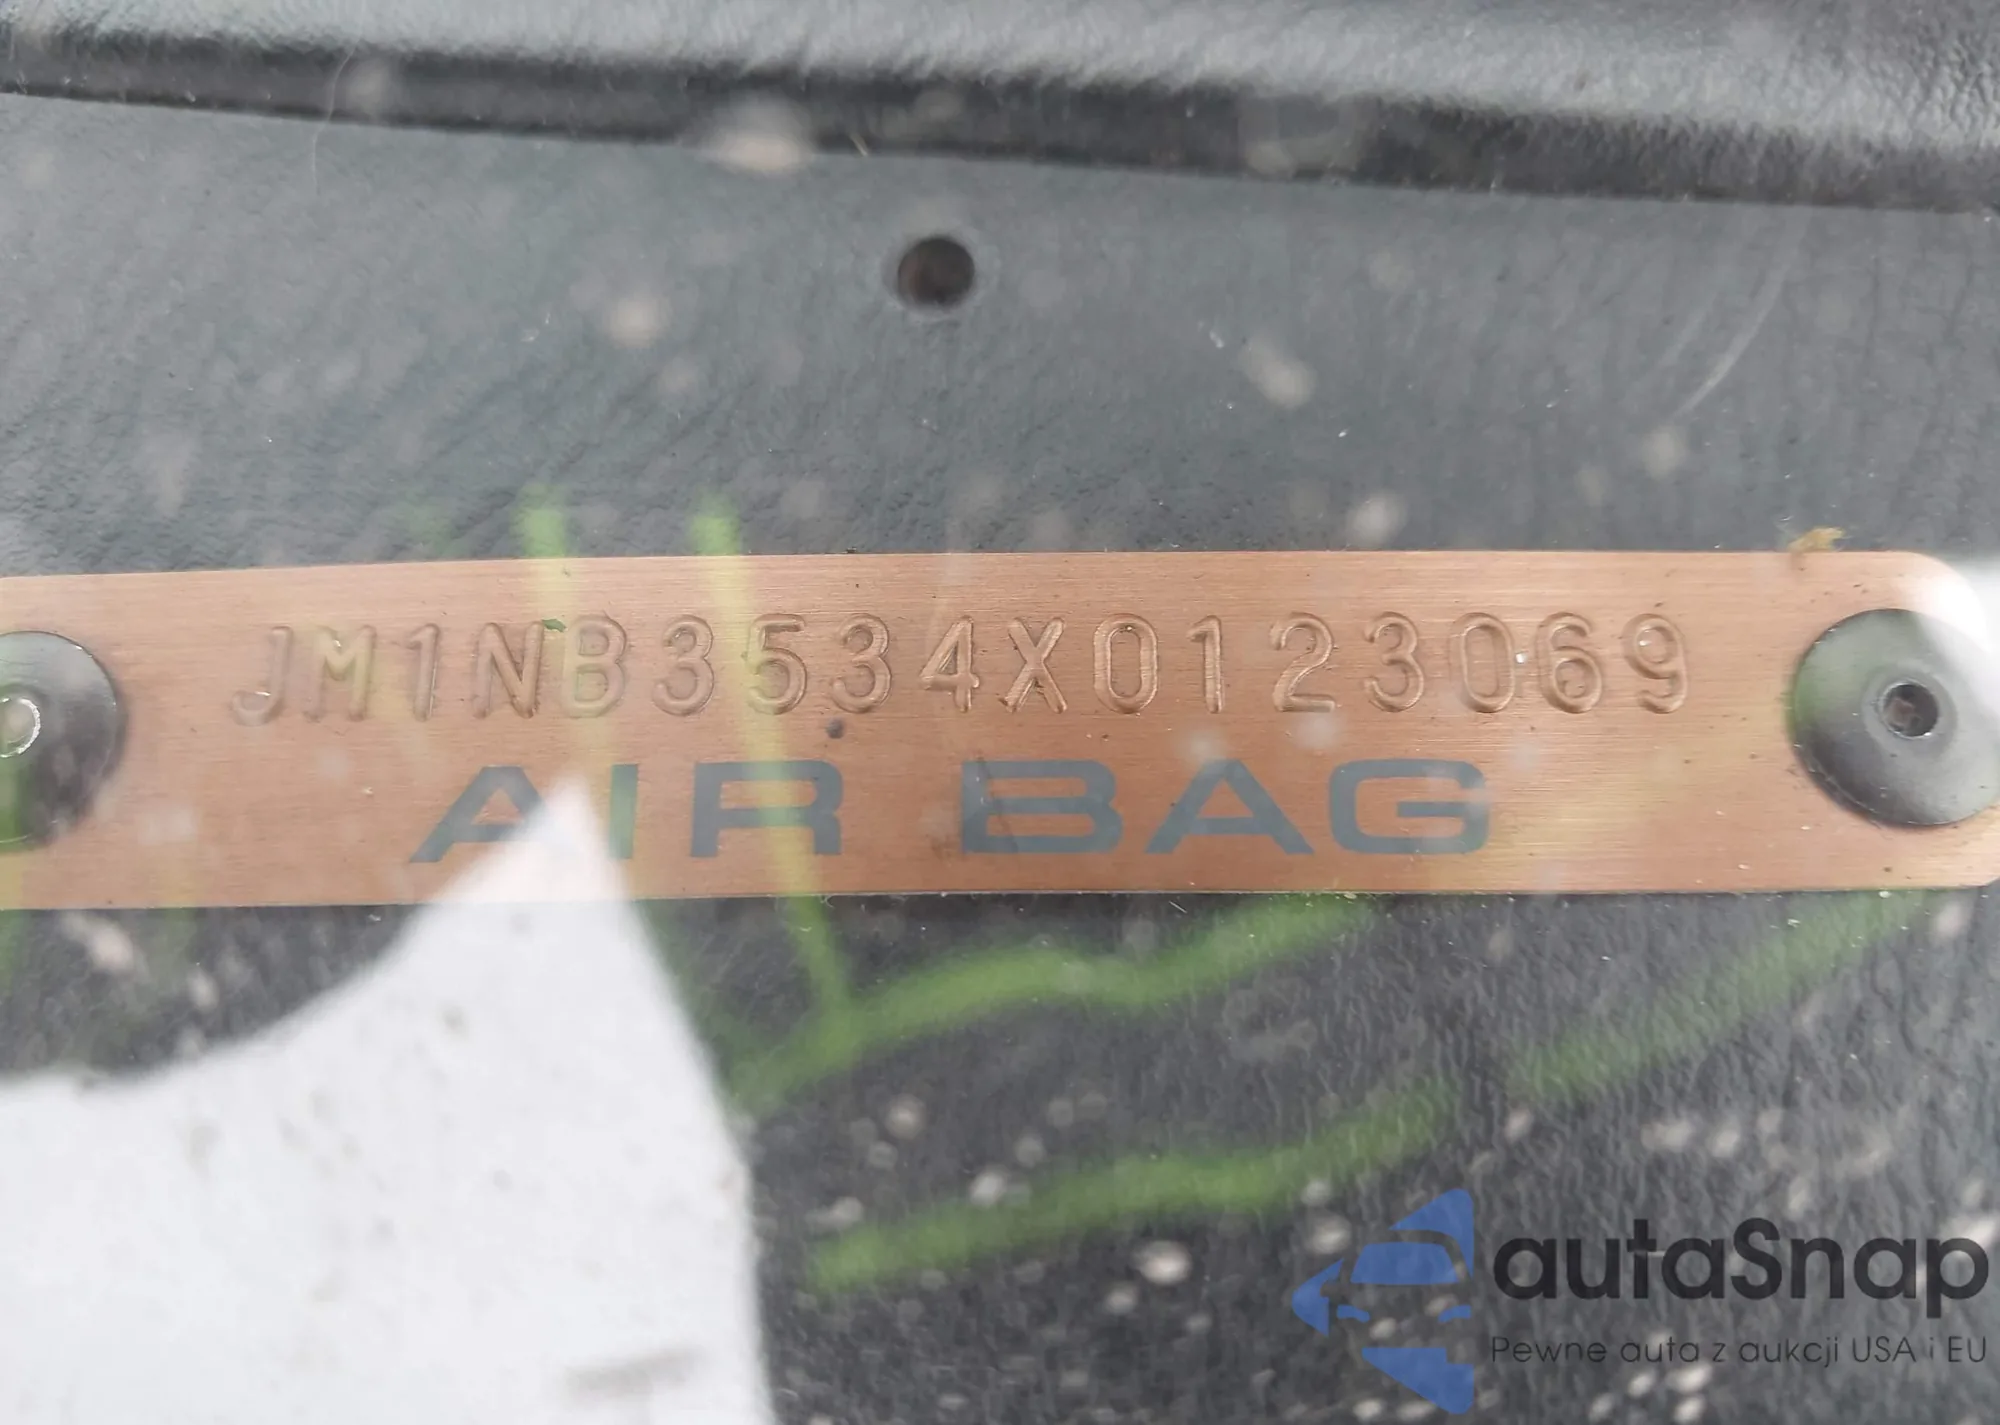 JM1NB3534X0123069
AIR BAG
autaSnap
Pewne auta z aukcji USA i EU